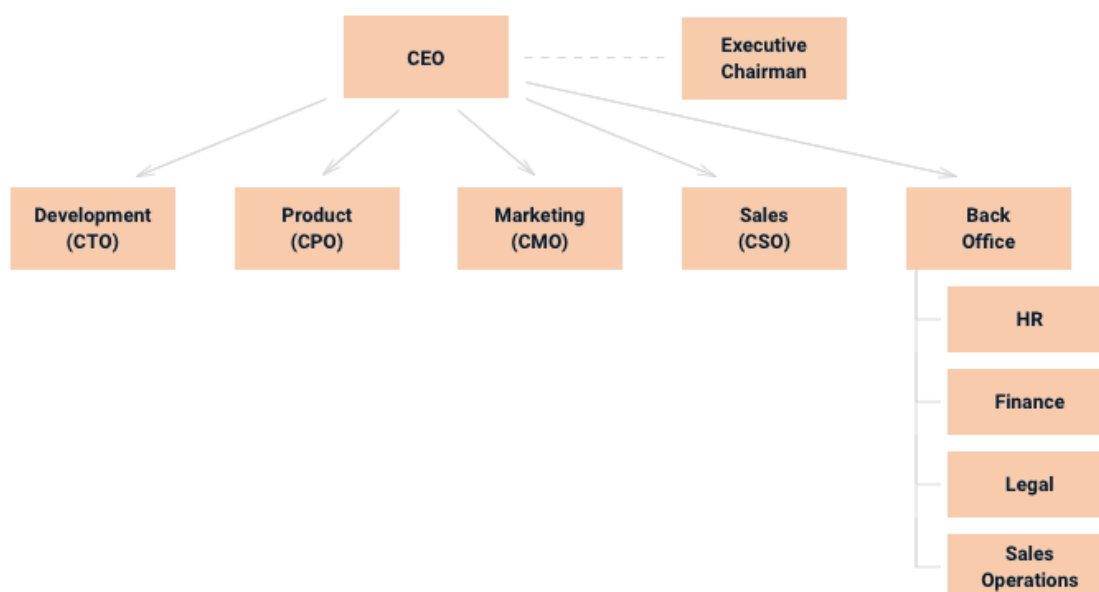 CEO
Executive
Chairman
Development
(CTO)
Product
(CPO)
Marketing
(CMO)
Sales
(CSO)
Back
Office
HR
Finance
Legal
Sales
Operations